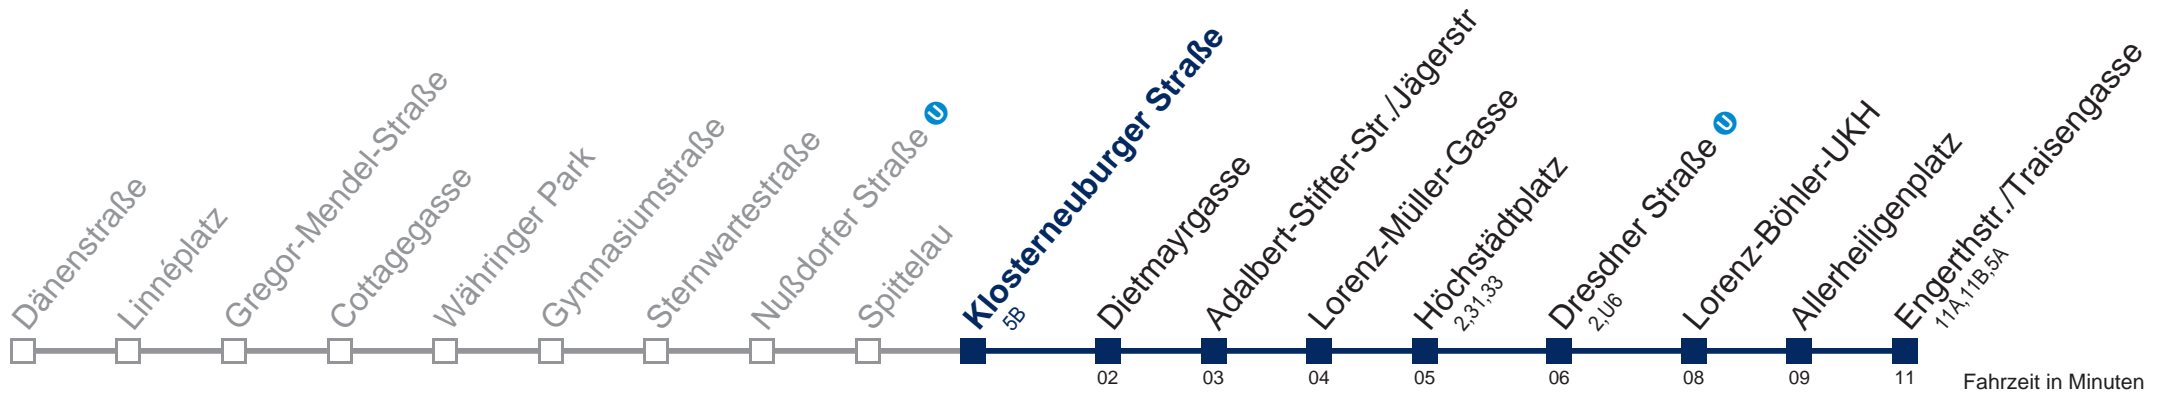 Dänenstraße
Linnéplatz
Gregor-Mendel-Straße
Cottagegasse
Währinger Park
Gymnasiumstraße
Sternwartestraße
Nußdorfer Straße U
Spittelau
Klosterneuburger Straße
5B
Dietmayrgasse
Adalbert-Stifter-Str./Jägerstr
Lorenz-Müller-Gasse
Höchstädtplatz
2,31,33
Dresdner Straße U
2,U6
Lorenz-Böhler-UKH
Allerheiligenplatz
Engerthstr./Traisengasse
11A,11B,5A
02 03 04 05 06 08 09 11
Fahrzeit in Minuten